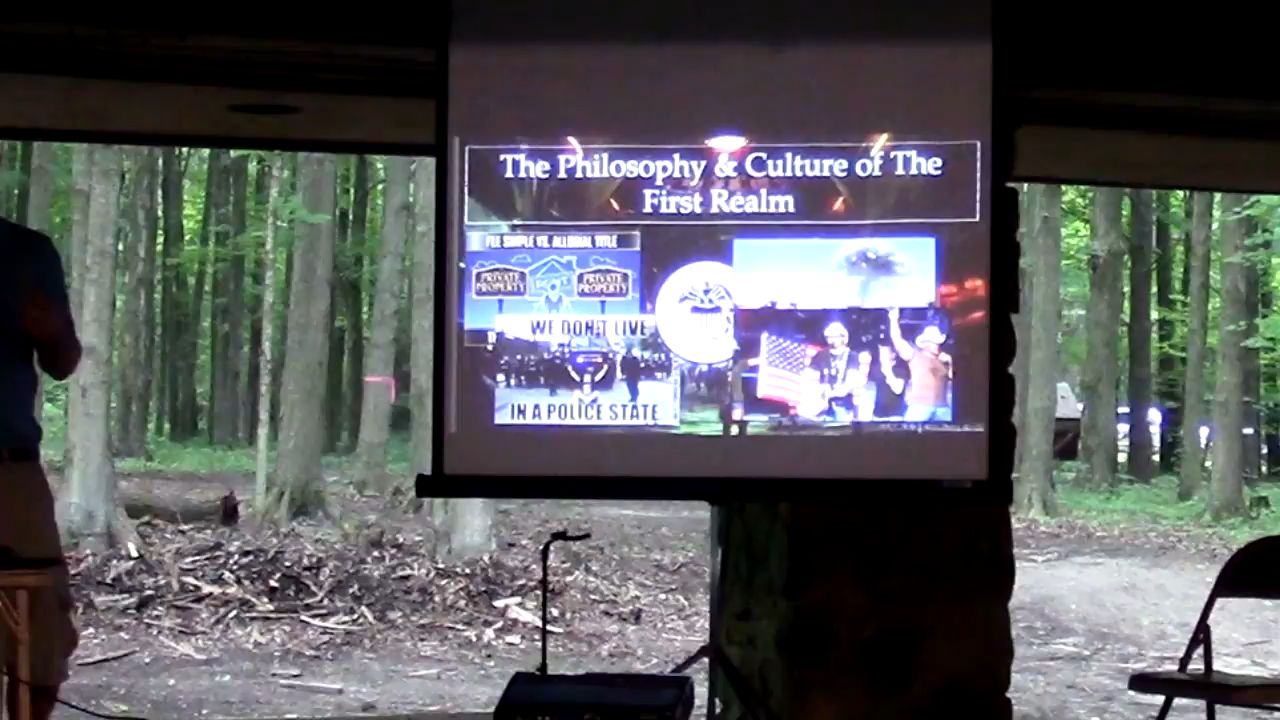 The Philosophy & Culture of The
First Realm
FEE SIMPLE VS. ALLODIAL TITLE
PRIVATE PROPERTY
PRIVATE PROPERTY
WE DON'T LIVE
IN A POLICE STATE